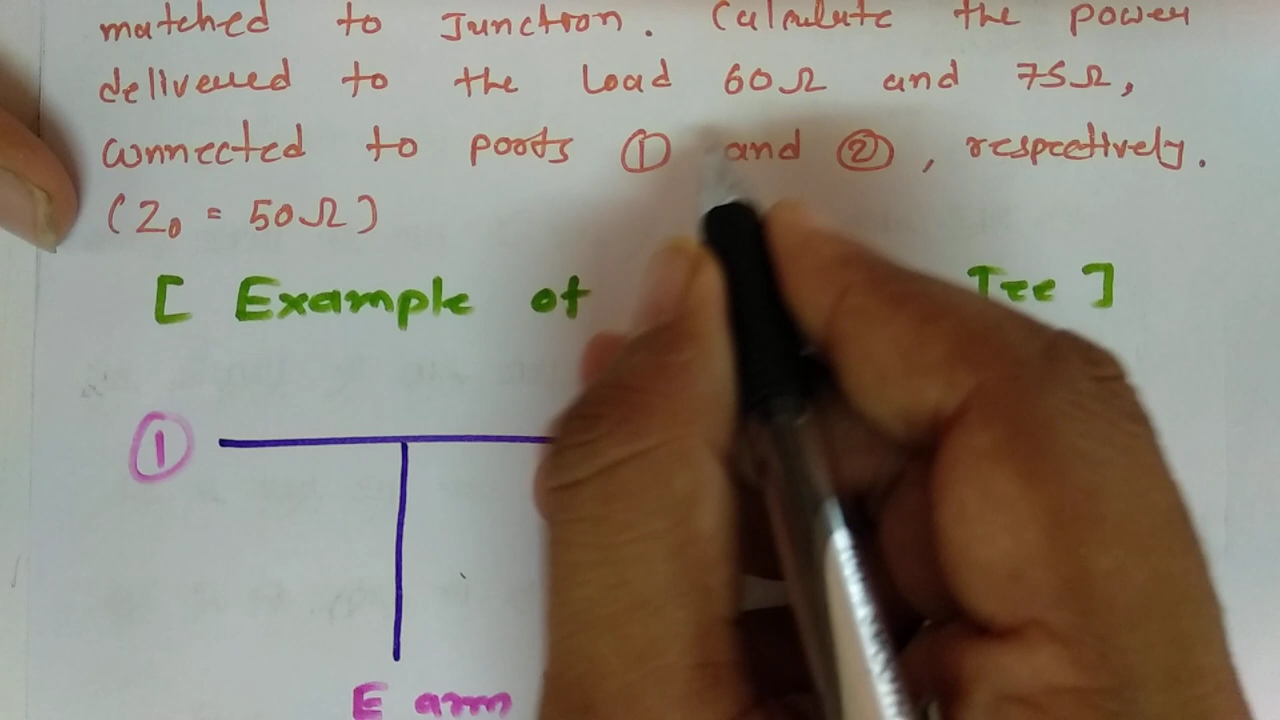 matched to Junction. Calculate the power
delivered to the load 60Ω and 75Ω,
connected to ports ① and ②, respectively.
(Z₀ = 50Ω)
[ Example of Tee ]
①
E arm